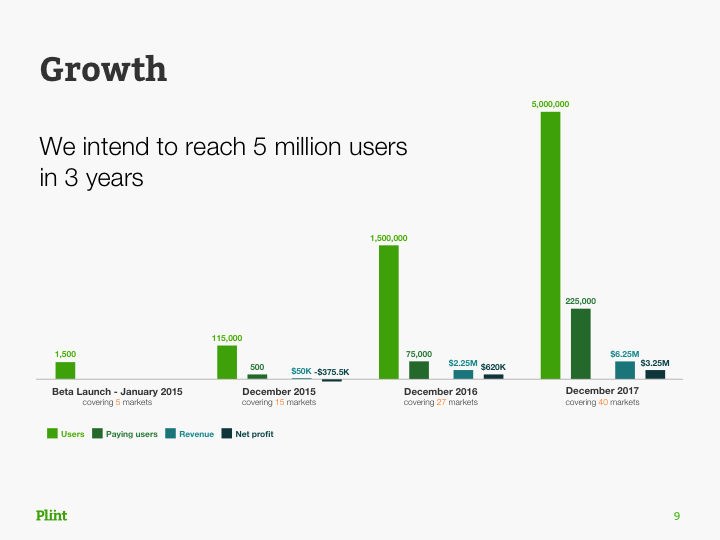 Growth
We intend to reach 5 million users
in 3 years
5,000,000
1,500,000
225,000
115,000
1,500
500
$50K
-$375.5K
75,000
$2.25M
$620K
$6.25M
$3.25M
Beta Launch - January 2015
covering 5 markets
December 2015
covering 15 markets
December 2016
covering 27 markets
December 2017
covering 40 markets
Users
Paying users
Revenue
Net profit
Plint
9